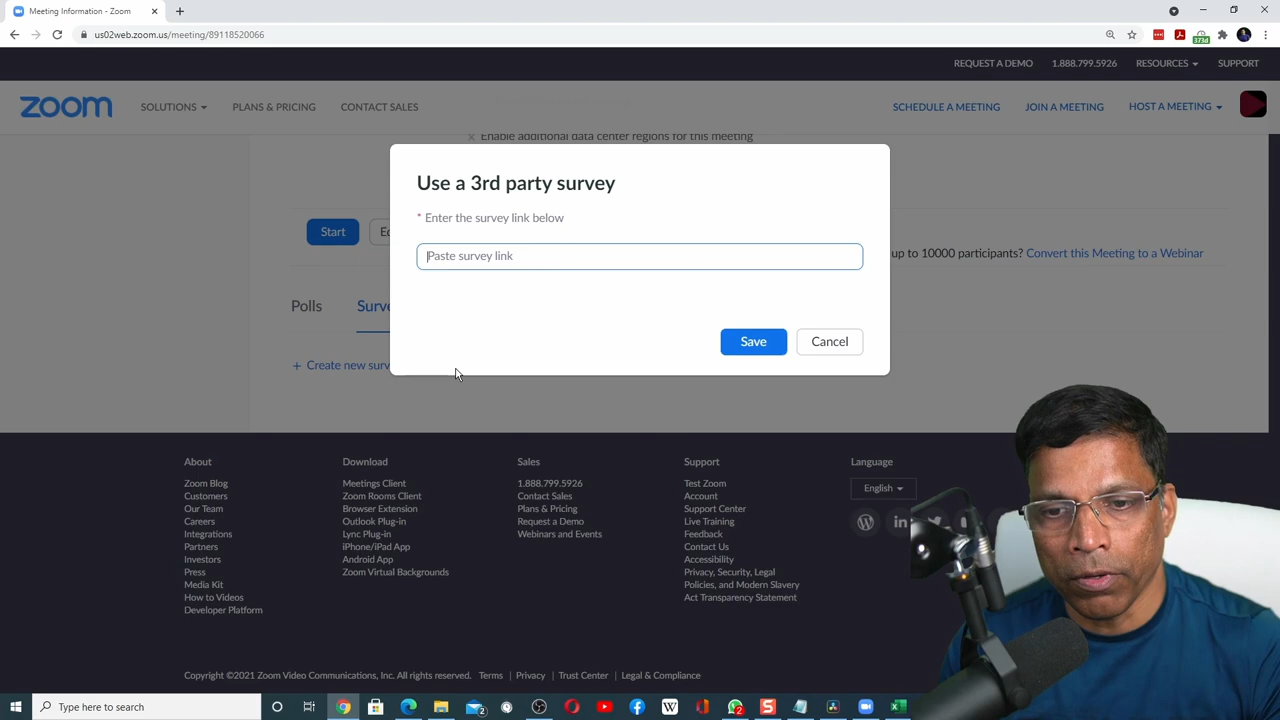 Meeting Information - Zoom
us02web.zoom.us/meeting/89118520066
373d
REQUEST A DEMO 1.888.799.5926 RESOURCES SUPPORT
zoom SOLUTIONS PLANS & PRICING CONTACT SALES SCHEDULE A MEETING JOIN A MEETING HOST A MEETING
Enable additional data center regions for this meeting
Use a 3rd party survey
* Enter the survey link below
Paste survey link
Save Cancel
Start
up to 10000 participants? Convert this Meeting to a Webinar
Polls
+ Create new surv
About Download Sales Support Language
Zoom Blog Meetings Client 1.888.799.5926 Test Zoom English
Customers Zoom Rooms Client Contact Sales Account
Our Team Browser Extension Plans & Pricing Support Center
Careers Outlook Plug-in Request a Demo Live Training
Integrations Lync Plug-in Webinars and Events Feedback
Partners iPhone/iPad App Contact Us
Investors Android App Accessibility
Press Zoom Virtual Backgrounds Privacy, Security, Legal
Media Kit Policies, and Modern Slavery
How to Videos Act Transparency Statement
Developer Platform
Copyright ©2021 Zoom Video Communications, Inc. All rights reserved. Terms | Privacy | Trust Center | Legal & Compliance
Type here to search